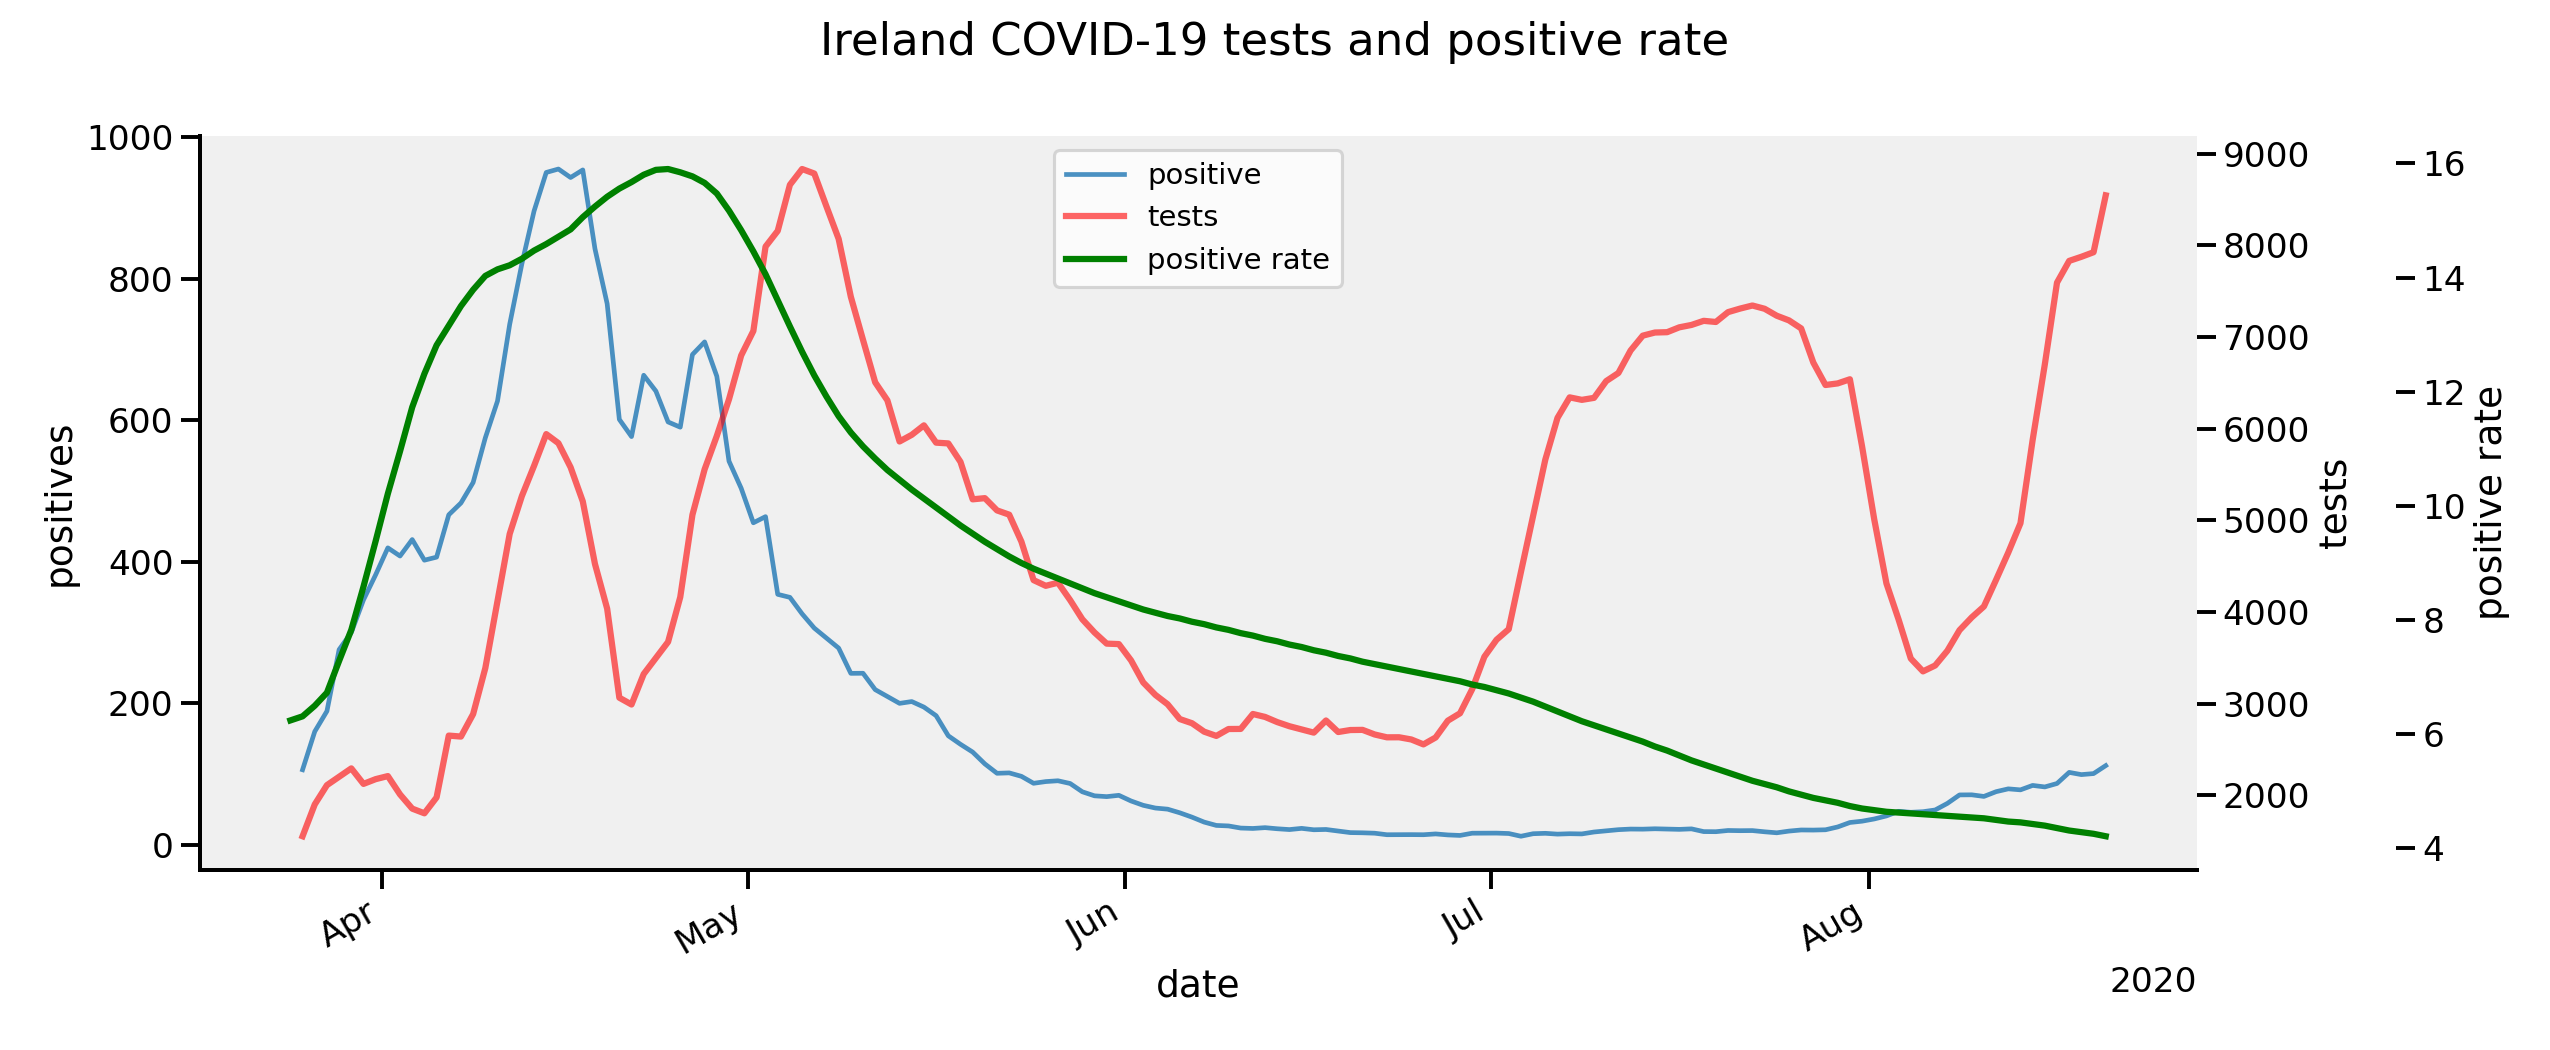 Ireland COVID-19 tests and positive rate
1000
800
600
400
200
0
positives
positive
tests
positive rate
9000
8000
7000
6000
5000
4000
3000
2000
tests
16
14
12
10
8
6
4
positive rate
Apr
May
Jun
Jul
Aug
date
2020